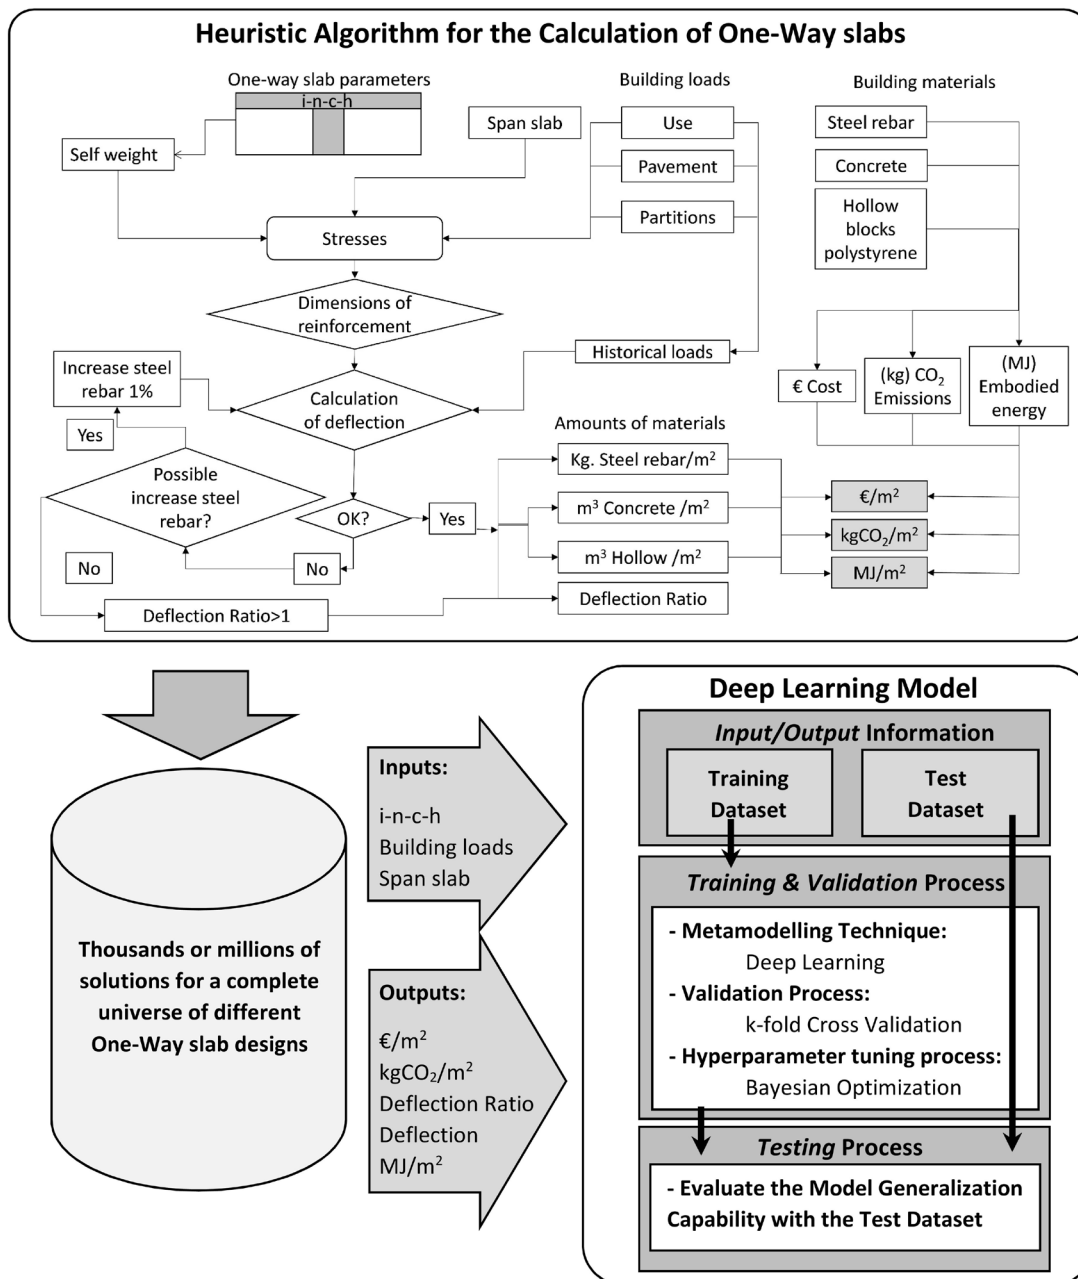 Heuristic Algorithm for the Calculation of One-Way slabs
One-way slab parameters
i-n-c-h
Self weight
Span slab
Building loads
Use
Pavement
Partitions
Building materials
Steel rebar
Concrete
Hollow
blocks
polystyrene
Stresses
Dimensions of
reinforcement
Historical loads
Increase steel
rebar 1%
Calculation
of deflection
€ Cost
(kg) CO₂
Emissions
(MJ)
Embodied
energy
Yes
Possible
increase steel
rebar?
OK?
Yes
No
No
Deflection Ratio>1
Amounts of materials
Kg. Steel rebar/m²
m³ Concrete /m²
m³ Hollow /m²
Deflection Ratio
€/m²
kgCO₂/m²
MJ/m²
Thousands or millions of
solutions for a complete
universe of different
One-Way slab designs
Inputs:
i-n-c-h
Building loads
Span slab
Outputs:
€/m²
kgCO₂/m²
Deflection Ratio
Deflection
MJ/m²
Deep Learning Model
Input/Output Information
Training
Dataset
Test
Dataset
Training & Validation Process
- Metamodelling Technique:
Deep Learning
- Validation Process:
k-fold Cross Validation
- Hyperparameter tuning process:
Bayesian Optimization
Testing Process
- Evaluate the Model Generalization
Capability with the Test Dataset